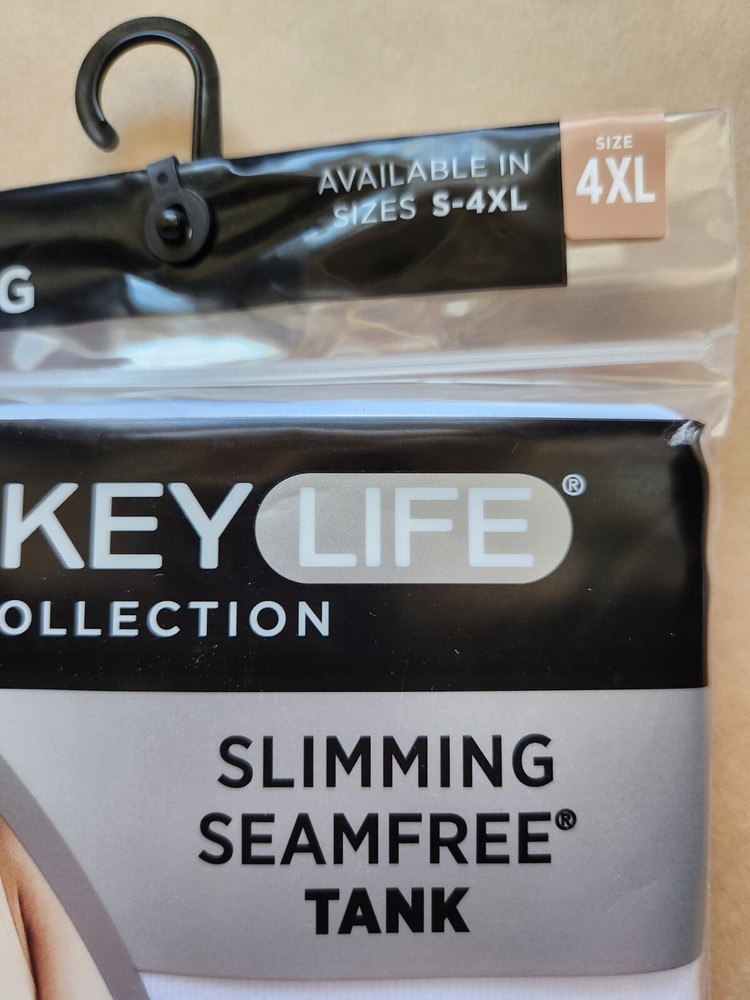 AVAILABLE IN
SIZES S-4XL
SIZE
4XL
G
KEY LIFE®
OLLECTION
SLIMMING
SEAMFREE®
TANK